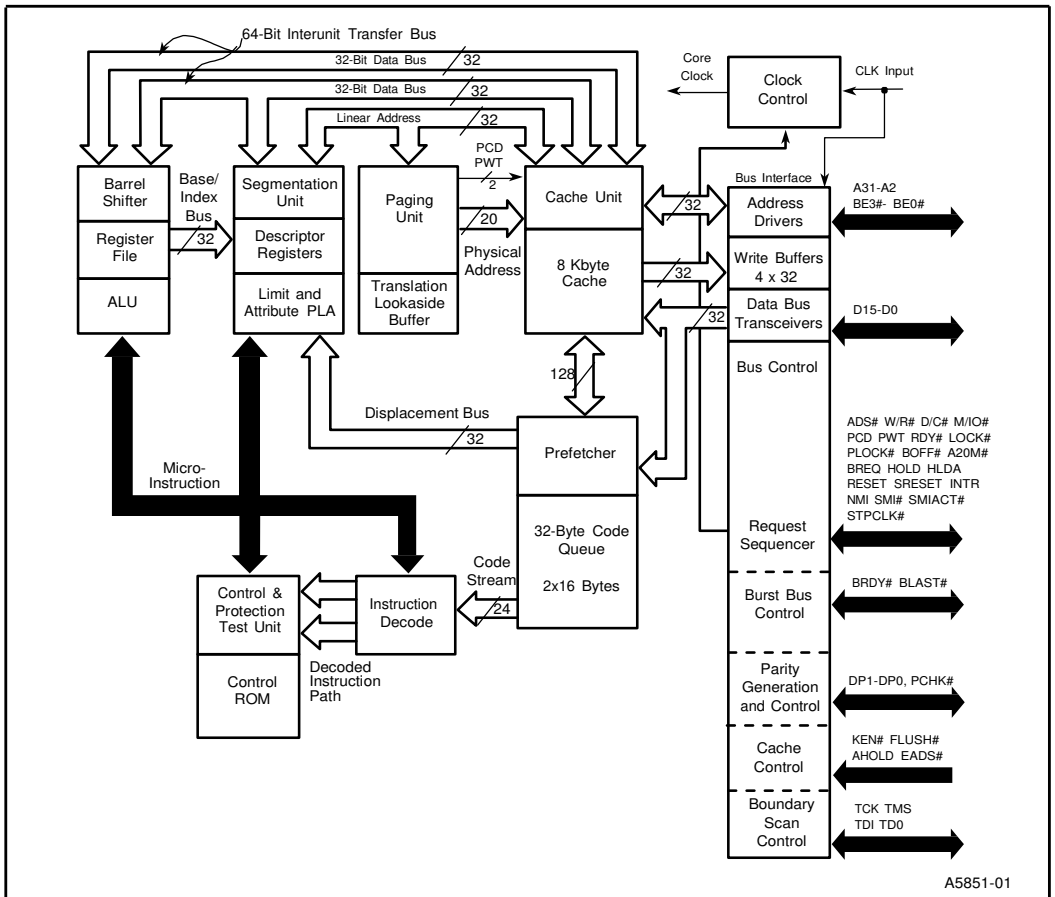 64-Bit Interunit Transfer Bus
32-Bit Data Bus
32
32-Bit Data Bus
32
Linear Address
32
Core
Clock
Clock
Control
CLK Input
Barrel
Shifter
Register
File
ALU
Base/
Index
Bus
32
Segmentation
Unit
Descriptor
Registers
Limit and
Attribute PLA
Paging
Unit
Translation
Lookaside
Buffer
PCD
PWT
2
20
Physical
Address
Cache Unit
8 Kbyte
Cache
32
32
32
Bus Interface
Address
Drivers
Write Buffers
4 x 32
Data Bus
Transceivers
Bus Control
Request
Sequencer
Burst Bus
Control
Parity
Generation
and Control
Cache
Control
Boundary
Scan
Control
A31-A2
BE3#- BE0#
D15-D0
ADS# W/R# D/C# M/IO#
PCD PWT RDY# LOCK#
PLOCK# BOFF# A20M#
BREQ HOLD HLDA
RESET SRESET INTR
NMI SMI# SMIACT#
STPCLK#
BRDY# BLAST#
DP1-DP0, PCHK#
KEN# FLUSH#
AHOLD EADS#
TCK TMS
TDI TD0
128
Displacement Bus
32
Prefetcher
32-Byte Code
Queue
2x16 Bytes
Micro-
Instruction
Code
Stream
24
Control &
Protection
Test Unit
Control
ROM
Instruction
Decode
Decoded
Instruction
Path
A5851-01